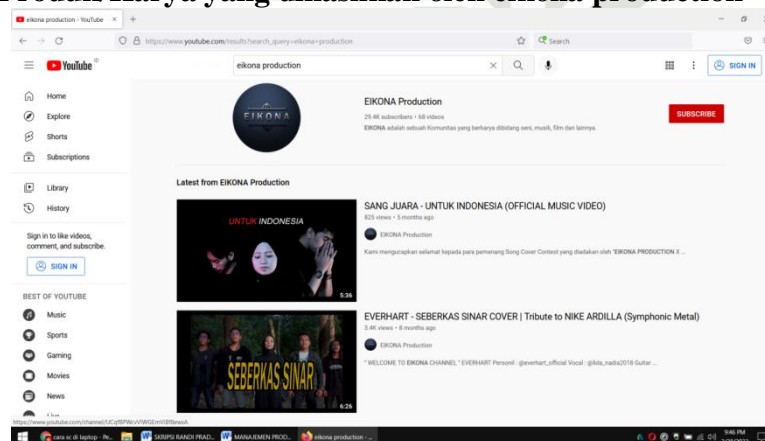 Produk/Karya yang dihasilkan oleh eikona production
eikona production - YouTube × +
https://www.youtube.com/results?search_query=eikona+production
Search
YouTube ID
eikona production
SIGN IN
Home
Explore
Shorts
Subscriptions
Library
History
Sign in to like videos,
comment, and subscribe.
SIGN IN
BEST OF YOUTUBE
Music
Sports
Gaming
Movies
News
Live
EIKONA
EIKONA Production
29.4K subscribers • 68 videos
EIKONA adalah sebuah Komunitas yang berkarya dibidang seni, musik, film dan lainnya.
SUBSCRIBE
Latest from EIKONA Production
UNTUK INDONESIA
5:36
SANG JUARA - UNTUK INDONESIA (OFFICIAL MUSIC VIDEO)
825 views • 5 months ago
EIKONA Production
Kami mengucapkan selamat kepada para pemenang Song Cover Contest yang diadakan oleh "EIKONA PRODUCTION X ...
SEBERKAS SINAR
6:26
EVERHART - SEBERKAS SINAR COVER | Tribute to NIKE ARDILLA (Symphonic Metal)
3.4K views • 8 months ago
EIKONA Production
" WELCOME TO EIKONA CHANNEL " EVERHART Personil : @everhart_official Vocal : @lida_nadia2018 Guitar ...
cara sc di laptop - Pe...
SKRIPSI RANDI PRAD...
MANAJEMEN PROD...
eikona production - ...
9:46 PM